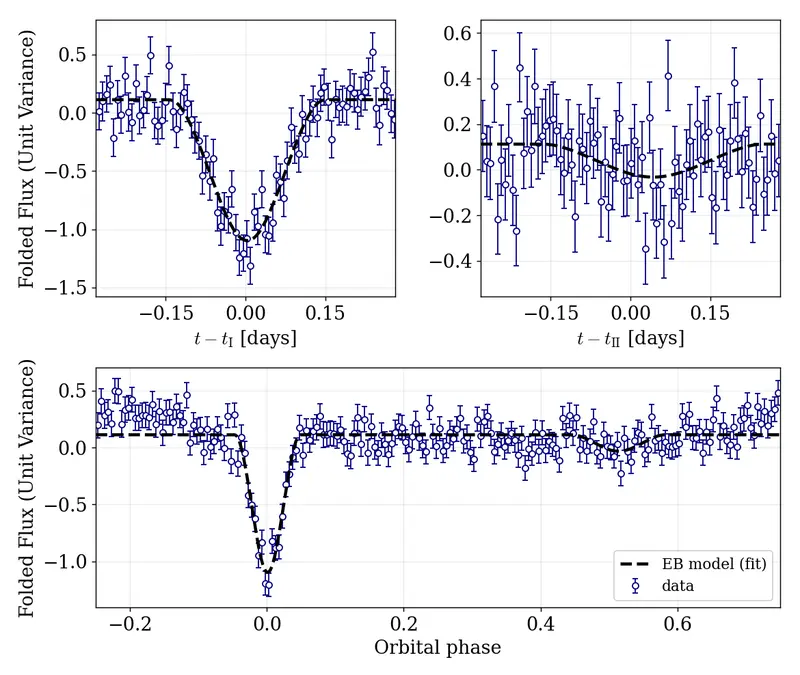 Folded Flux (Unit Variance)
0.5
0.0
−0.5
−1.0
−1.5
−0.15 0.00 0.15
t − tI [days]
0.6
0.4
0.2
0.0
−0.2
−0.4
−0.15 0.00 0.15
t − tII [days]
Folded Flux (Unit Variance)
0.5
0.0
−0.5
−1.0
−0.2 0.0 0.2 0.4 0.6
Orbital phase
EB model (fit)
data